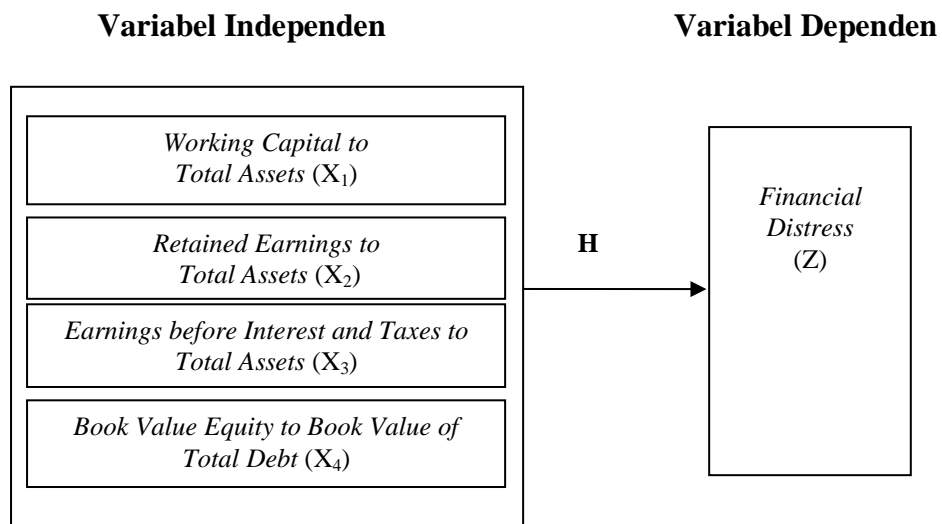 Variabel Independen
Variabel Dependen
Working Capital to
Total Assets (X₁)
Retained Earnings to
Total Assets (X₂)
Earnings before Interest and Taxes to
Total Assets (X₃)
Book Value Equity to Book Value of
Total Debt (X₄)
H
Financial
Distress
(Z)